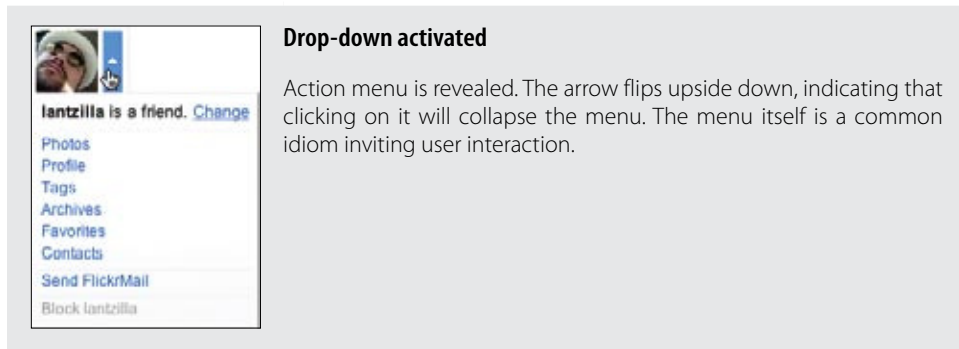 lantzilla is a friend. Change
Photos
Profile
Tags
Archives
Favorites
Contacts
Send FlickrMail
Block lantzilla
Drop-down activated
Action menu is revealed. The arrow flips upside down, indicating that
clicking on it will collapse the menu. The menu itself is a common
idiom inviting user interaction.